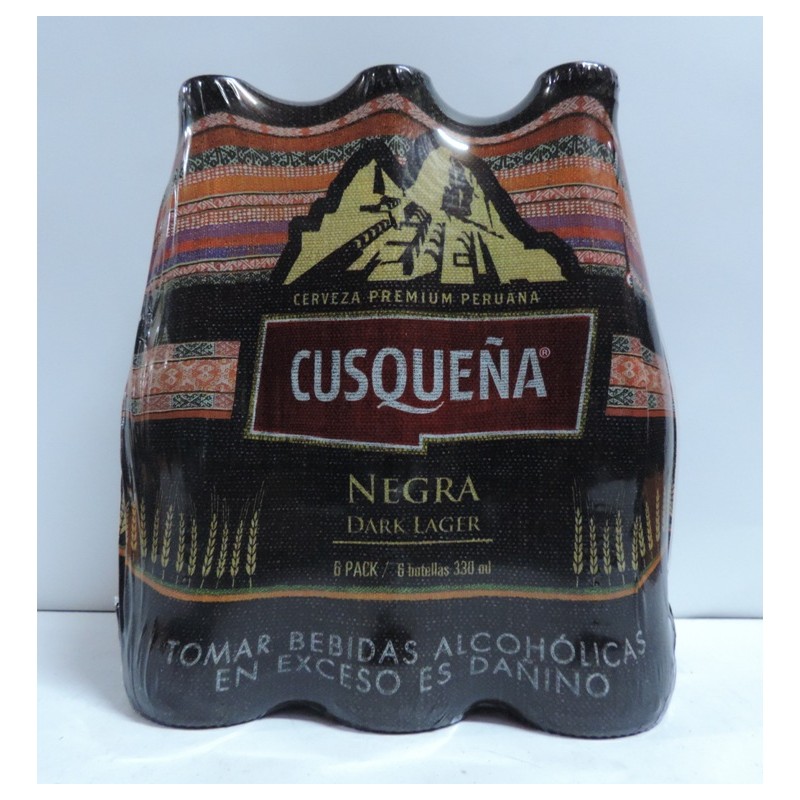 CERVEZA PREMIUM PERUANA
CUSQUEÑA®
NEGRA
DARK LAGER
6 PACK / 6 botellas 330 ml
TOMAR BEBIDAS ALCOHÓLICAS
EN EXCESO ES DAÑINO